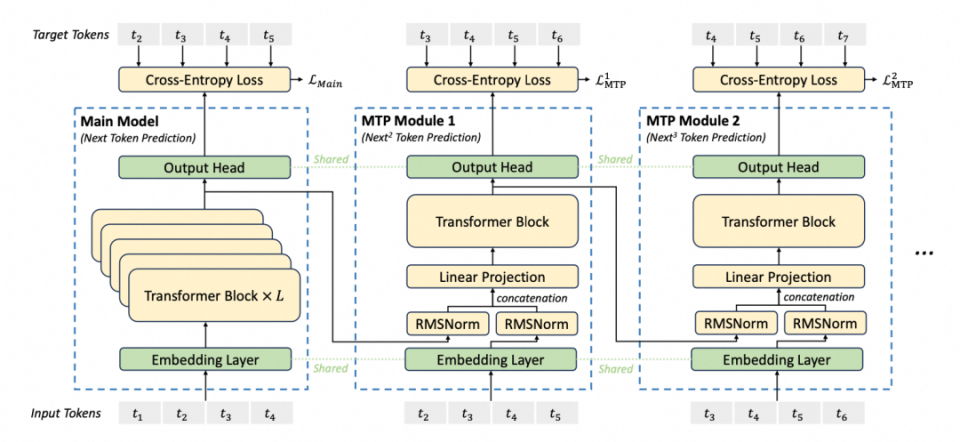 Target Tokens t₂ t₃ t₄ t₅ t₃ t₄ t₅ t₆ t₄ t₅ t₆ t₇
Cross-Entropy Loss ℒ_Main Cross-Entropy Loss ℒ¹_MTP Cross-Entropy Loss ℒ²_MTP
Main Model MTP Module 1 MTP Module 2
(Next Token Prediction) (Next² Token Prediction) (Next³ Token Prediction)
Output Head Shared Output Head Shared Output Head
Transformer Block Transformer Block
...
Linear Projection Linear Projection
Transformer Block × L concatenation concatenation
RMSNorm RMSNorm RMSNorm RMSNorm
Embedding Layer Shared Embedding Layer Shared Embedding Layer
Input Tokens t₁ t₂ t₃ t₄ t₂ t₃ t₄ t₅ t₃ t₄ t₅ t₆